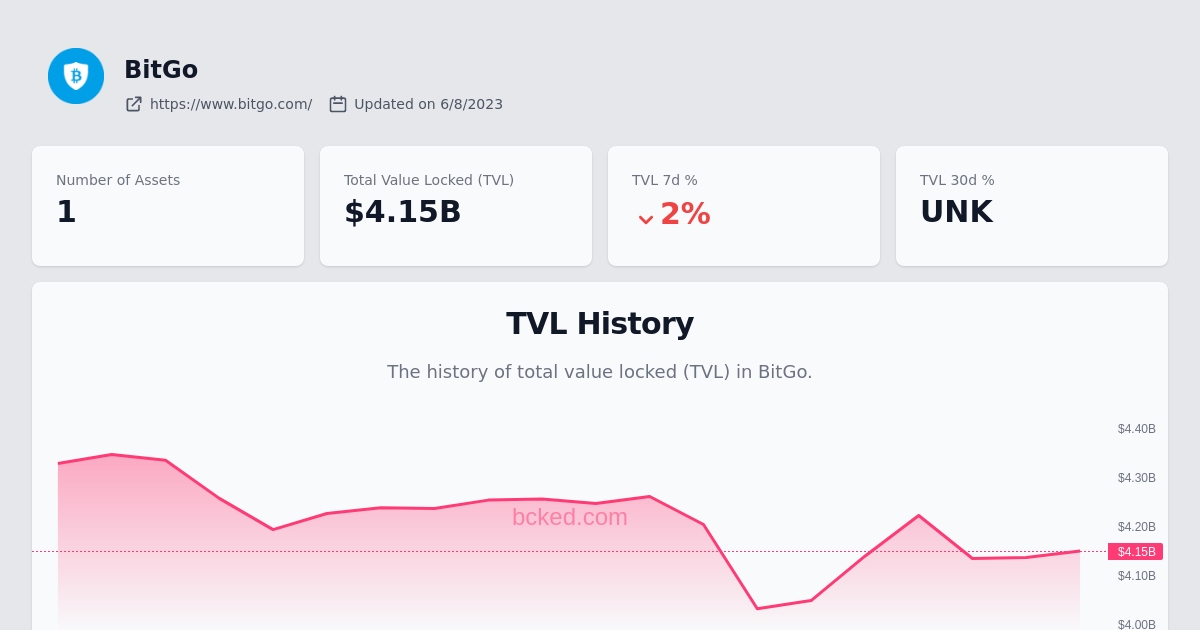 BitGo
https://www.bitgo.com/ Updated on 6/8/2023
Number of Assets
1
Total Value Locked (TVL)
$4.15B
TVL 7d %
2%
TVL 30d %
UNK
TVL History
The history of total value locked (TVL) in BitGo.
$4.40B
$4.30B
bcked.com
$4.20B
$4.15B
$4.10B
$4.00B